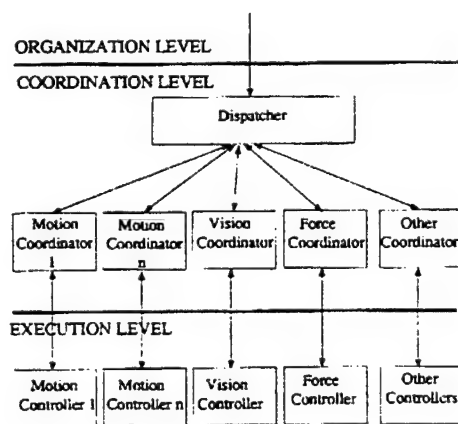 ORGANIZATION LEVEL
COORDINATION LEVEL
Dispatcher
Motion Coordinator 1
Motion Coordinator n
Vision Coordinator
Force Coordinator
Other Coordinator
EXECUTION LEVEL
Motion Controller 1
Motion Controller n
Vision Controller
Force Controller
Other Controllers